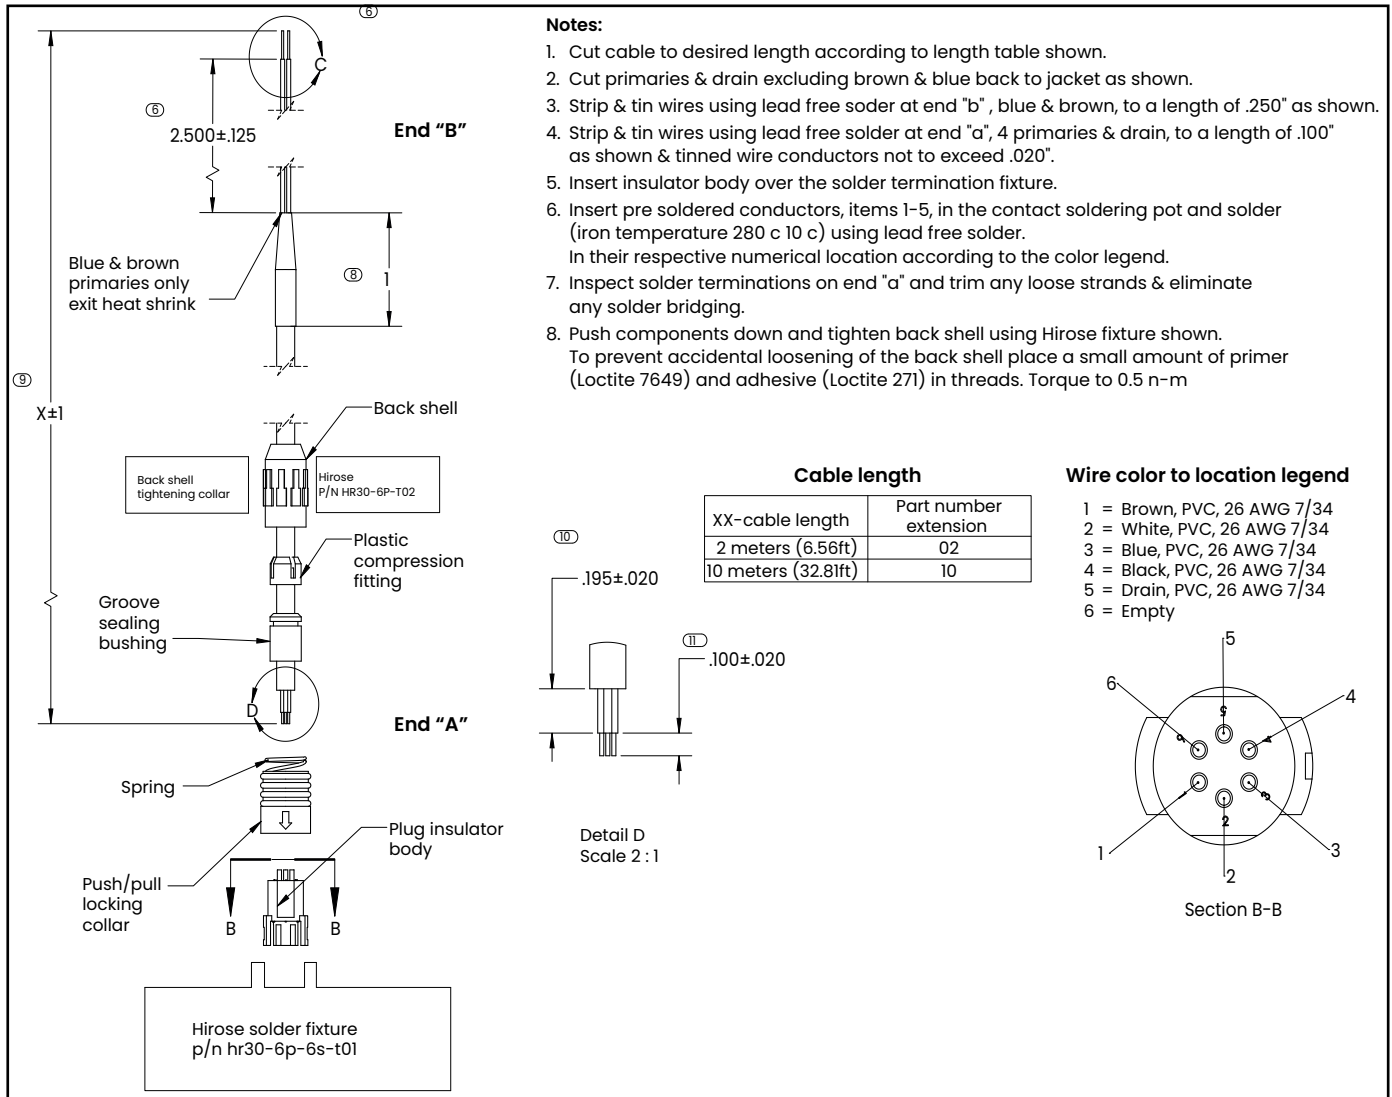 6
C
6
2.500±.125
End “B”
Blue & brown
primaries only
exit heat shrink
8
1
9
X±1
Back shell
Back shell
tightening collar
Hirose
P/N HR30-6P-T02
Plastic
compression
fitting
Groove
sealing
bushing
D
End “A”
Spring
Plug insulator
body
Push/pull
locking
collar
B
B
Hirose solder fixture
p/n hr30-6p-6s-t01
Notes:
1. Cut cable to desired length according to length table shown.
2. Cut primaries & drain excluding brown & blue back to jacket as shown.
3. Strip & tin wires using lead free soder at end "b" , blue & brown, to a length of .250" as shown.
4. Strip & tin wires using lead free solder at end "a", 4 primaries & drain, to a length of .100"
as shown & tinned wire conductors not to exceed .020".
5. Insert insulator body over the solder termination fixture.
6. Insert pre soldered conductors, items 1-5, in the contact soldering pot and solder
(iron temperature 280 c 10 c) using lead free solder.
In their respective numerical location according to the color legend.
7. Inspect solder terminations on end "a" and trim any loose strands & eliminate
any solder bridging.
8. Push components down and tighten back shell using Hirose fixture shown.
To prevent accidental loosening of the back shell place a small amount of primer
(Loctite 7649) and adhesive (Loctite 271) in threads. Torque to 0.5 n-m
Cable length
XX-cable length Part number
extension
2 meters (6.56ft) 02
10 meters (32.81ft) 10
10
.195±.020
11
.100±.020
Detail D
Scale 2 : 1
Wire color to location legend
1 = Brown, PVC, 26 AWG 7/34
2 = White, PVC, 26 AWG 7/34
3 = Blue, PVC, 26 AWG 7/34
4 = Black, PVC, 26 AWG 7/34
5 = Drain, PVC, 26 AWG 7/34
6 = Empty
5
6
4
5
6
3
2
1
3
2
Section B-B